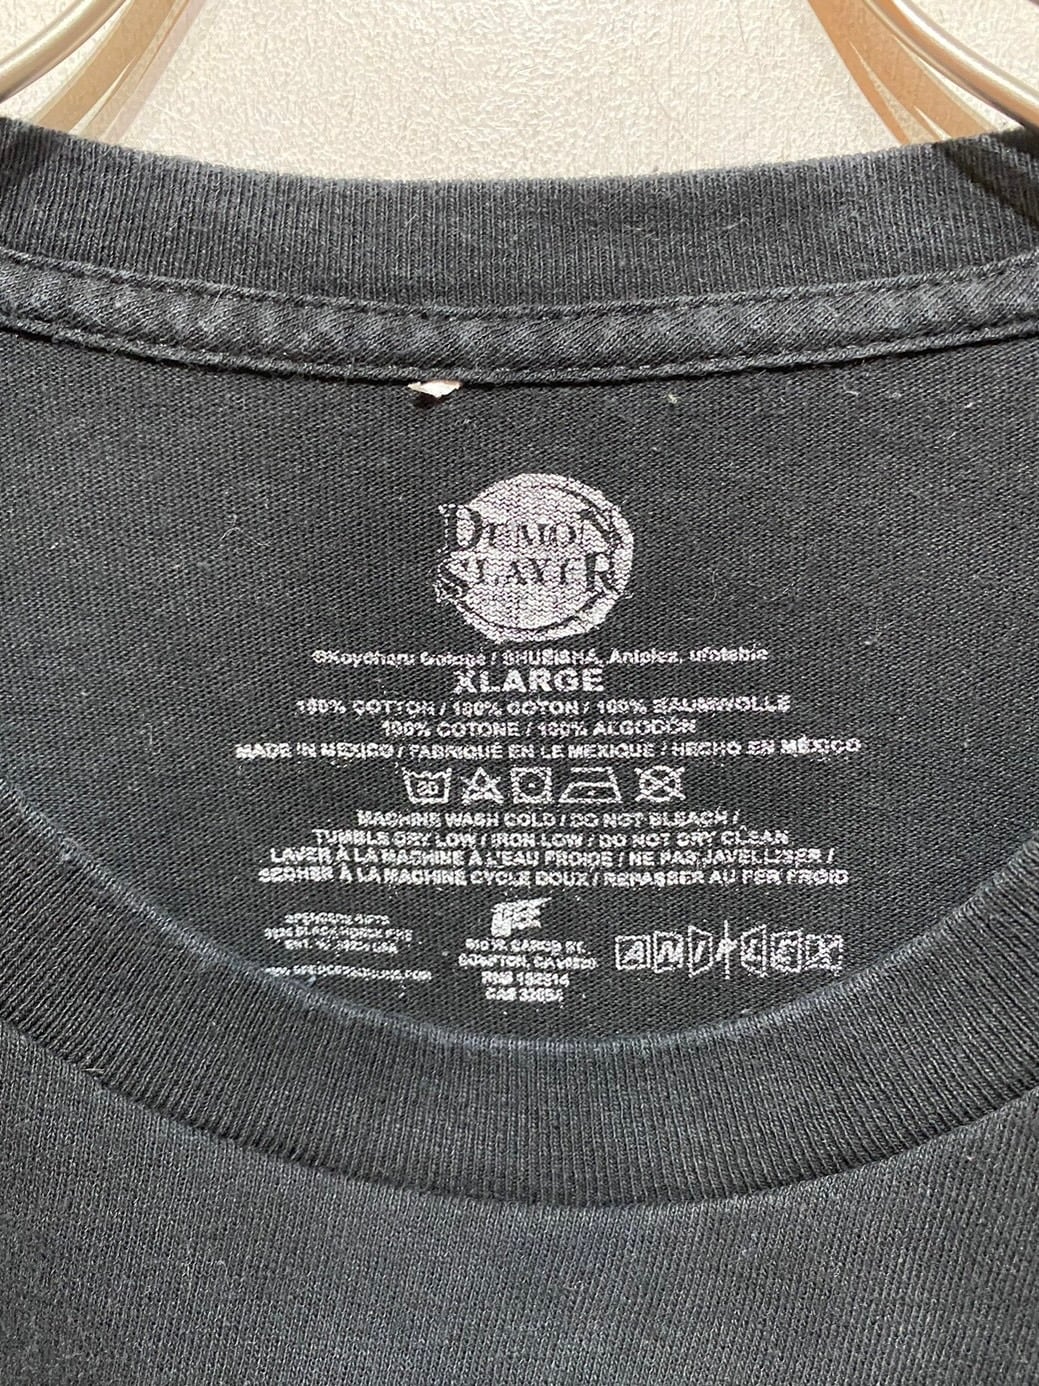 DEMON
SLAYER
©Koyoharu Gotoge / SHUEISHA, Aniplex, ufotable
XLARGE
100% COTTON / 100% COTON / 100% BAUMWOLLE
100% COTONE / 100% ALGODÓN
MADE IN MEXICO / FABRIQUÉ EN LE MEXIQUE / HECHO EN MÉXICO
30
MACHINE WASH COLD / DO NOT BLEACH /
TUMBLE DRY LOW / IRON LOW / DO NOT DRY CLEAN
LAVER À LA MACHINE À L'EAU FROIDE / NE PAS JAVELLISER /
SECHER À LA MACHINE CYCLE DOUX / REPASSER AU FER FROID
SPENCER GIFTS
USA
COMPTON, CA
ANIPLEX